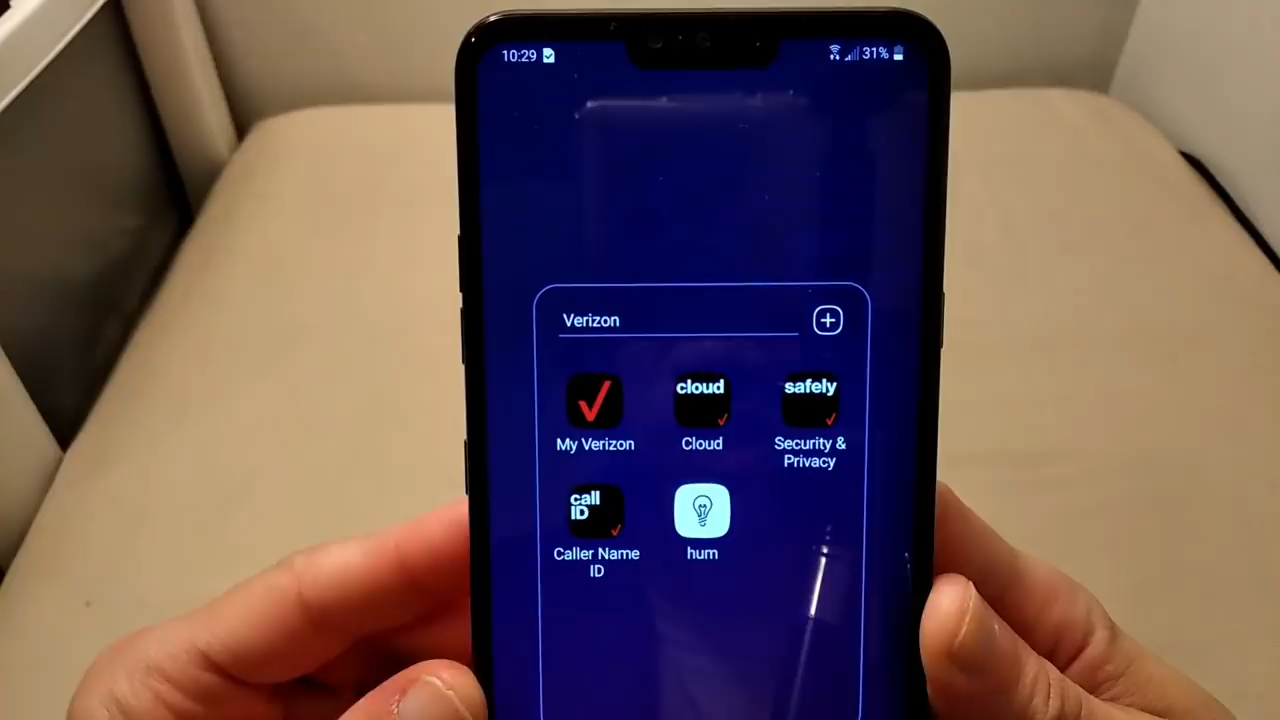 10:29
31%
Verizon
cloud
safely
My Verizon
Cloud
Security &
Privacy
call
ID
Caller Name
ID
hum